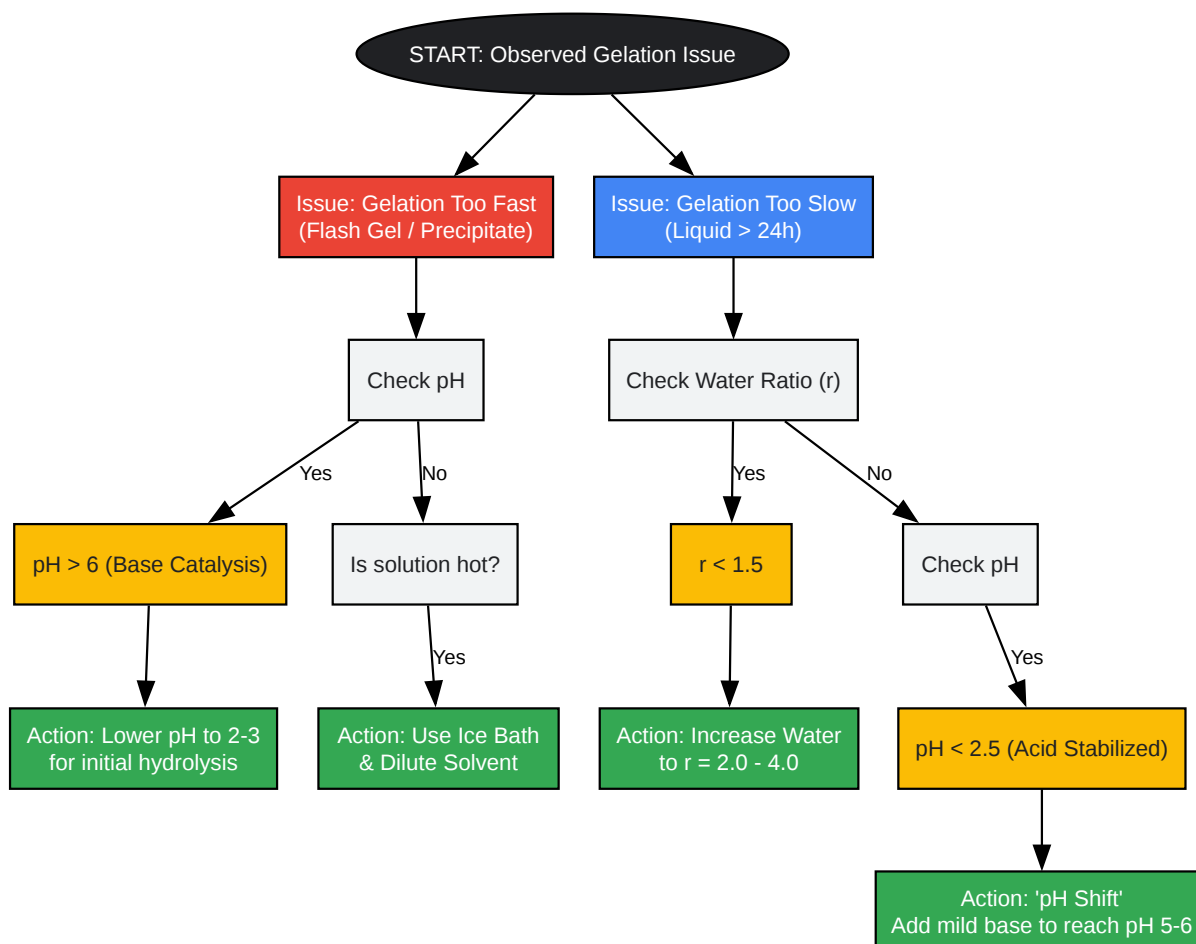 START: Observed Gelation Issue
Issue: Gelation Too Fast
(Flash Gel / Precipitate)
Issue: Gelation Too Slow
(Liquid > 24h)
Check pH
Check Water Ratio (r)
Yes
No
Yes
No
pH > 6 (Base Catalysis)
Is solution hot?
r < 1.5
Check pH
Yes
Yes
Action: Lower pH to 2-3
for initial hydrolysis
Action: Use Ice Bath
& Dilute Solvent
Action: Increase Water
to r = 2.0 - 4.0
pH < 2.5 (Acid Stabilized)
Action: 'pH Shift'
Add mild base to reach pH 5-6